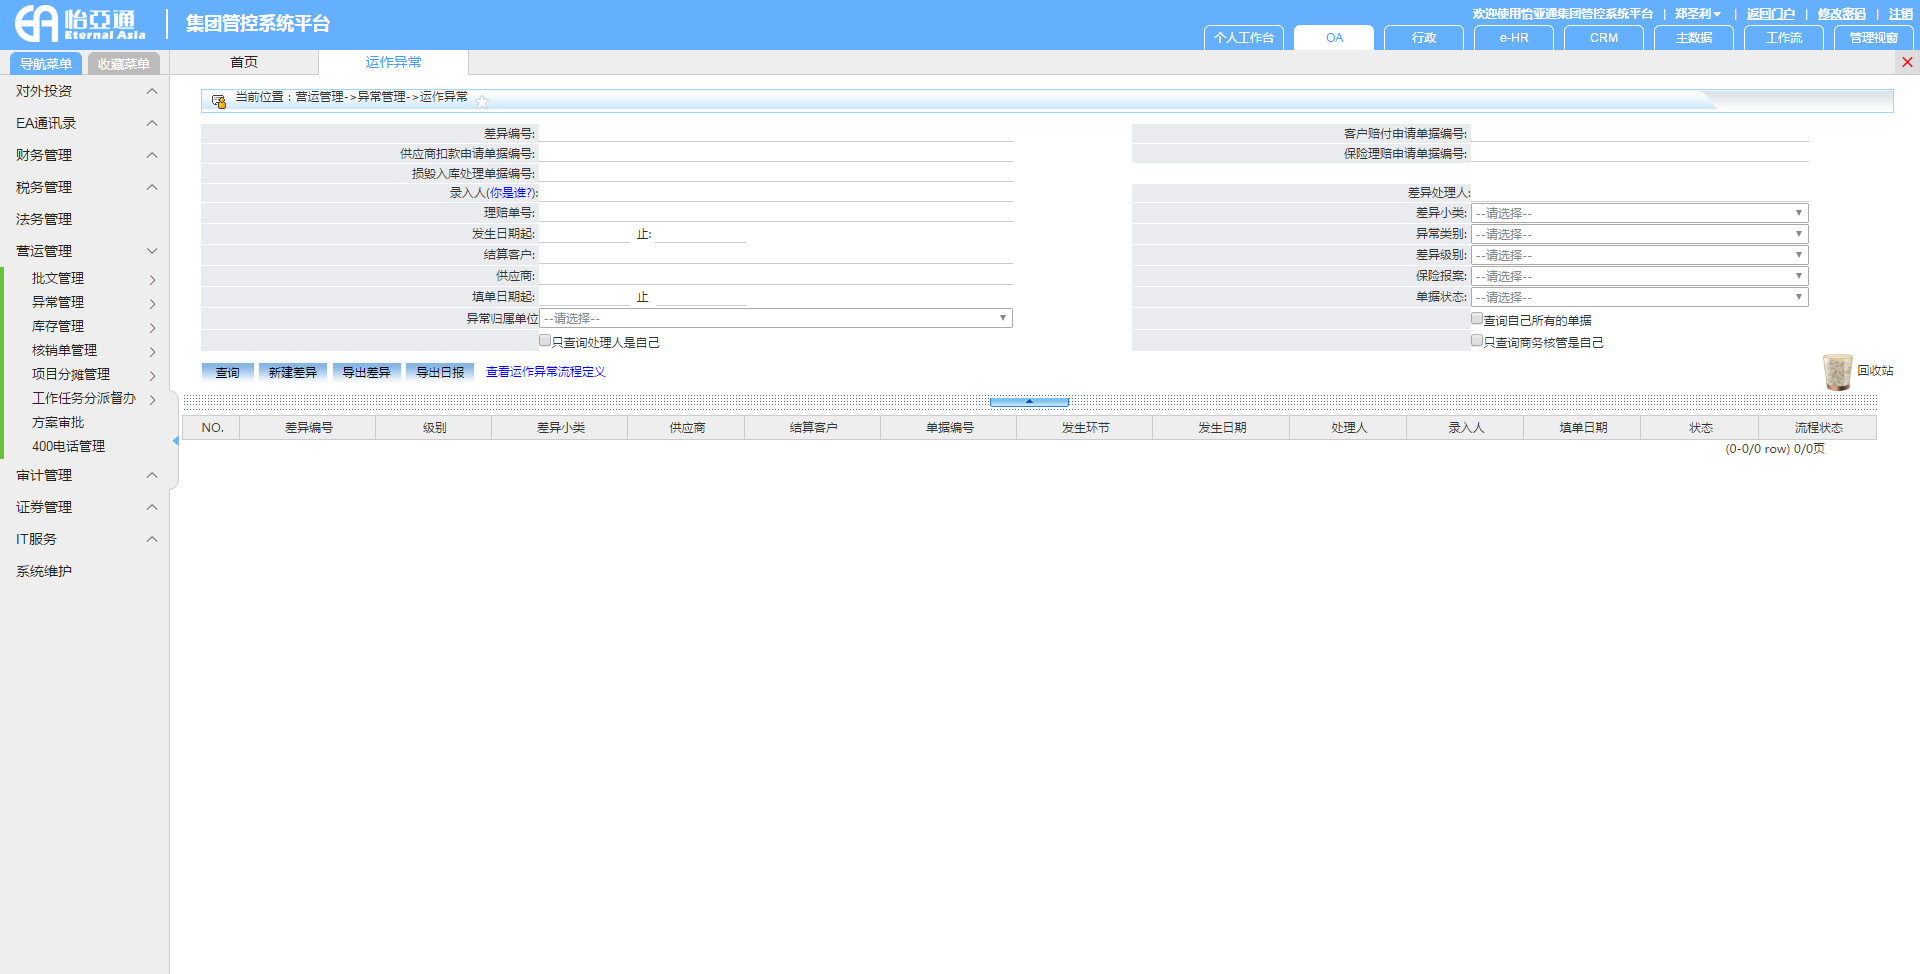 怡亞通
Eternal Asia
集团管控系统平台
欢迎使用怡亚通集团管控系统平台 | 郑圣利 | 返回门户 | 修改密码 | 注销
个人工作台 OA 行政 e-HR CRM 主数据 工作流 管理视窗
导航菜单 收藏菜单 首页 运作异常
对外投资
EA通讯录
财务管理
税务管理
法务管理
营运管理
批文管理
异常管理
库存管理
核销单管理
项目分摊管理
工作任务分派督办
方案审批
400电话管理
审计管理
证券管理
IT服务
系统维护
当前位置：营运管理->异常管理->运作异常
差异编号: 客户赔付申请单据编号:
供应商扣款申请单据编号: 保险理赔申请单据编号:
损毁入库处理单据编号:
录入人(你是谁?): 差异处理人:
理赔单号: 差异小类: --请选择--
发生日期起: 止: 异常类别: --请选择--
结算客户: 差异级别: --请选择--
供应商: 保险报案: --请选择--
填单日期起: 止 单据状态: --请选择--
异常归属单位 --请选择-- 查询自己所有的单据
只查询处理人是自己 只查询商务核管是自己
查询 新建差异 导出差异 导出日报 查看运作异常流程定义 回收站
NO. 差异编号 级别 差异小类 供应商 结算客户 单据编号 发生环节 发生日期 处理人 录入人 填单日期 状态 流程状态
(0-0/0 row) 0/0页